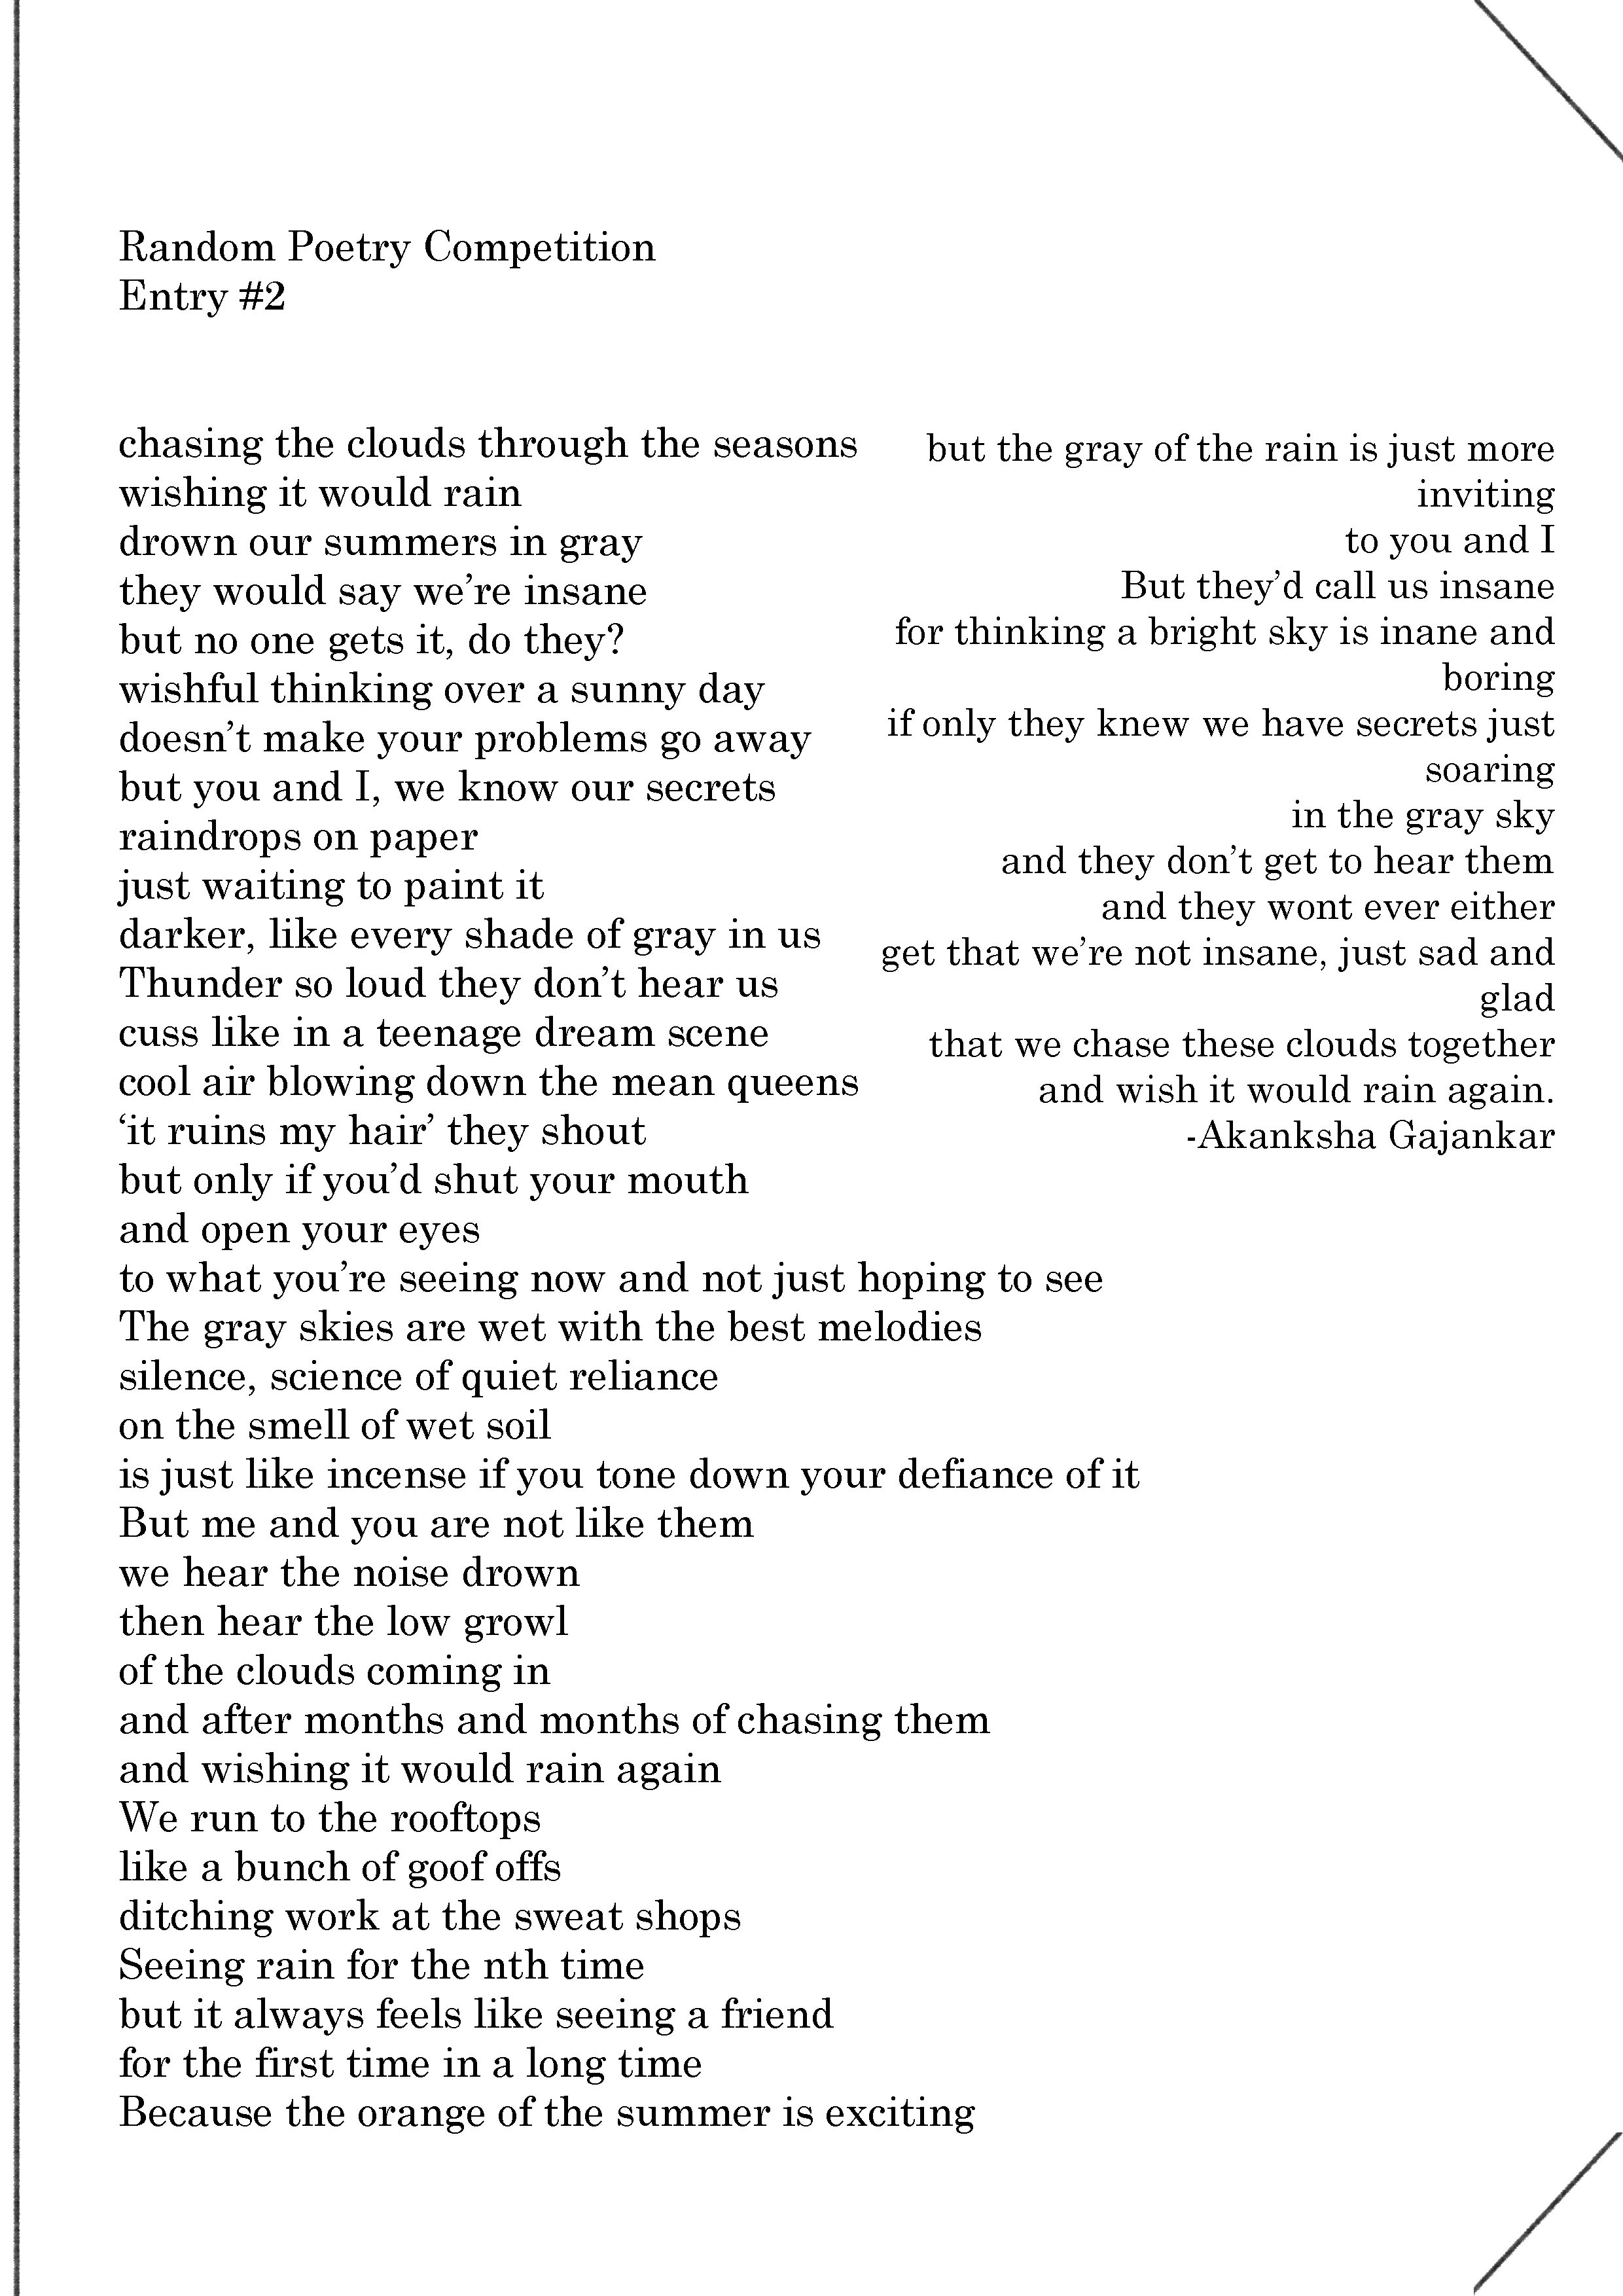 Random Poetry Competition
Entry #2
chasing the clouds through the seasons
wishing it would rain
drown our summers in gray
they would say we're insane
but no one gets it, do they?
wishful thinking over a sunny day
doesn't make your problems go away
but you and I, we know our secrets
raindrops on paper
just waiting to paint it
darker, like every shade of gray in us
Thunder so loud they don't hear us
cuss like in a teenage dream scene
cool air blowing down the mean queens
‘it ruins my hair’ they shout
but only if you'd shut your mouth
and open your eyes
to what you're seeing now and not just hoping to see
The gray skies are wet with the best melodies
silence, science of quiet reliance
on the smell of wet soil
is just like incense if you tone down your defiance of it
But me and you are not like them
we hear the noise drown
then hear the low growl
of the clouds coming in
and after months and months of chasing them
and wishing it would rain again
We run to the rooftops
like a bunch of goof offs
ditching work at the sweat shops
Seeing rain for the nth time
but it always feels like seeing a friend
for the first time in a long time
Because the orange of the summer is exciting
but the gray of the rain is just more
inviting
to you and I
But they'd call us insane
for thinking a bright sky is inane and
boring
if only they knew we have secrets just
soaring
in the gray sky
and they don't get to hear them
and they wont ever either
get that we're not insane, just sad and
glad
that we chase these clouds together
and wish it would rain again.
-Akanksha Gajankar